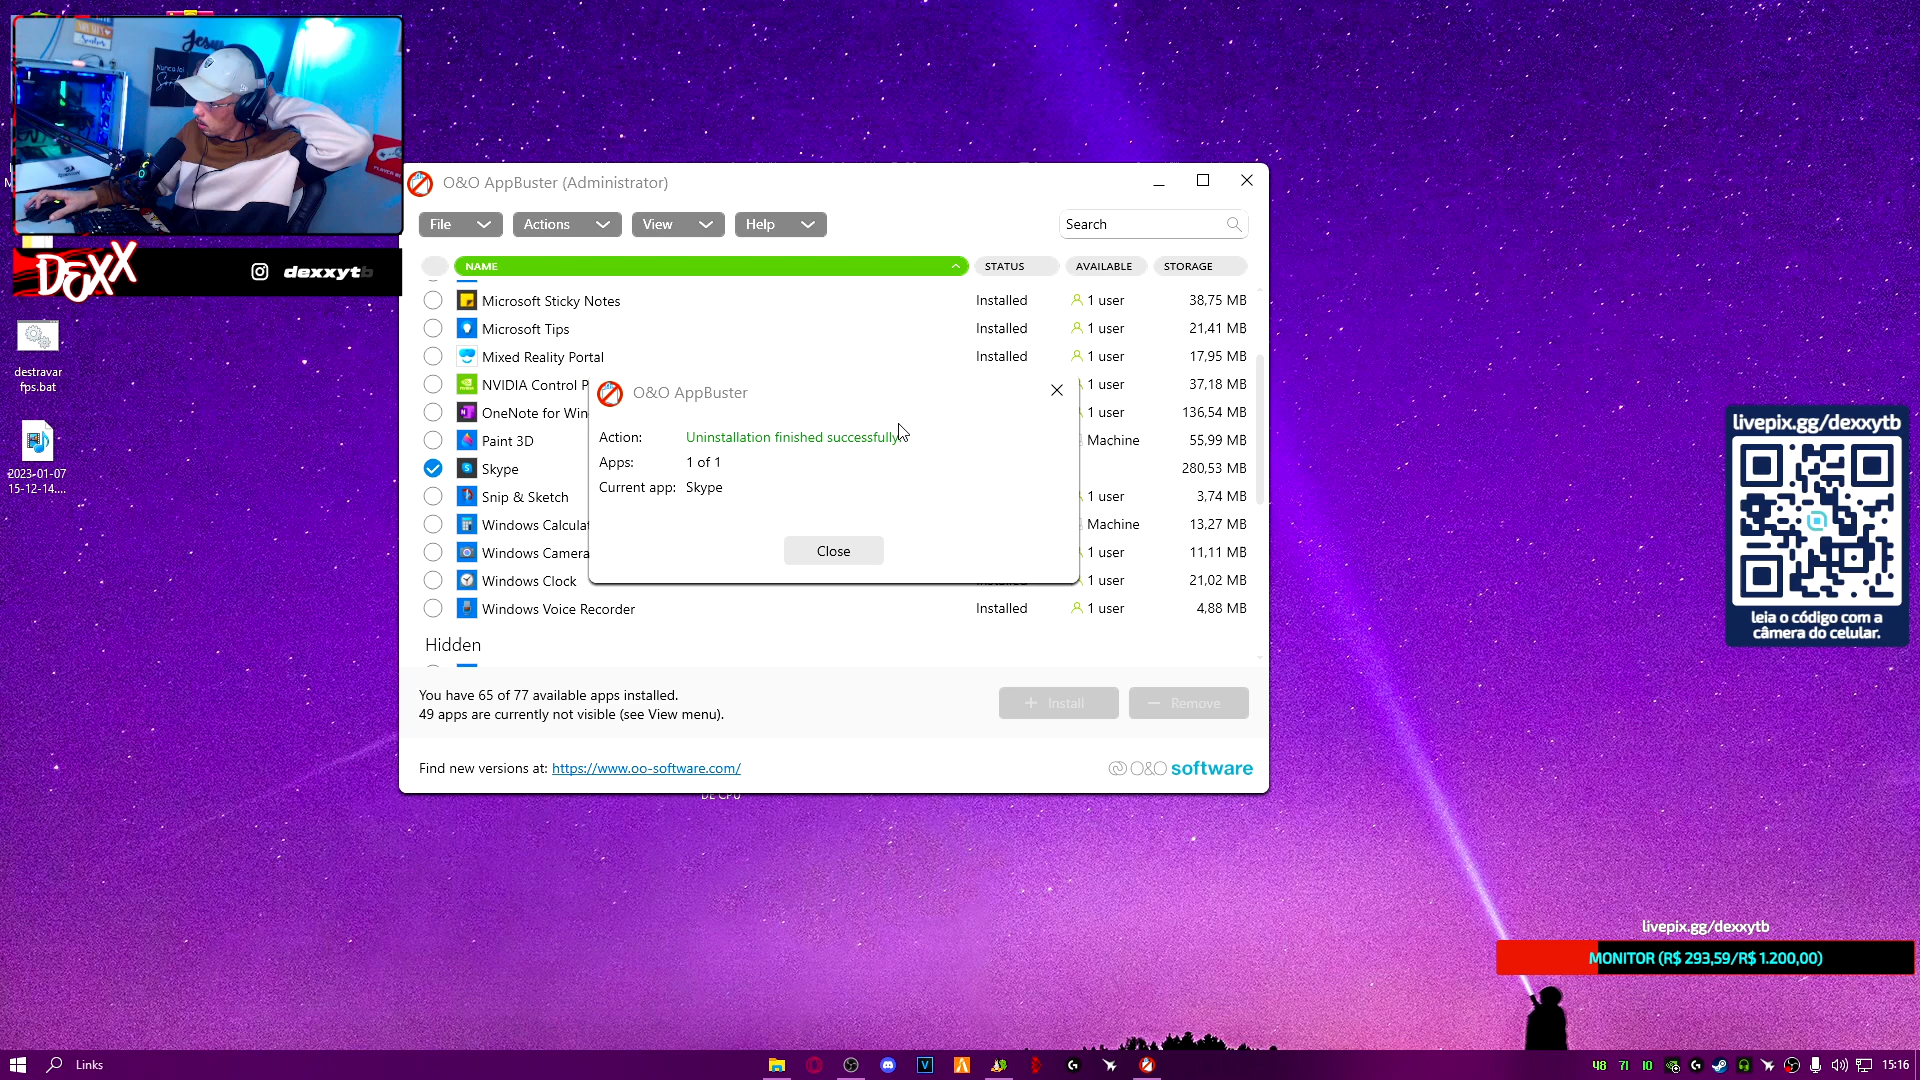 Jesus
Nunca foi
DEXX
dexxytb
destravar
fps.bat
2023-01-07
15-12-14....
O&O AppBuster (Administrator)
File
Actions
View
Help
Search
NAME
STATUS
AVAILABLE
STORAGE
Microsoft Sticky Notes
Installed
1 user
38,75 MB
Microsoft Tips
Installed
1 user
21,41 MB
Mixed Reality Portal
Installed
1 user
17,95 MB
NVIDIA Control P
1 user
37,18 MB
OneNote for Win
1 user
136,54 MB
Paint 3D
Machine
55,99 MB
Skype
280,53 MB
Snip & Sketch
1 user
3,74 MB
Windows Calculat
Machine
13,27 MB
Windows Camera
1 user
11,11 MB
Windows Clock
1 user
21,02 MB
Windows Voice Recorder
Installed
1 user
4,88 MB
Hidden
O&O AppBuster
Action: Uninstallation finished successfully
Apps: 1 of 1
Current app: Skype
Close
You have 65 of 77 available apps installed.
49 apps are currently not visible (see View menu).
+ Install
− Remove
Find new versions at: https://www.oo-software.com/
O&O software
DE CPU
livepix.gg/dexxytb
leia o código com a
câmera do celular.
livepix.gg/dexxytb
MONITOR (R$ 293,59/R$ 1.200,00)
Links
48 71 10
15:16